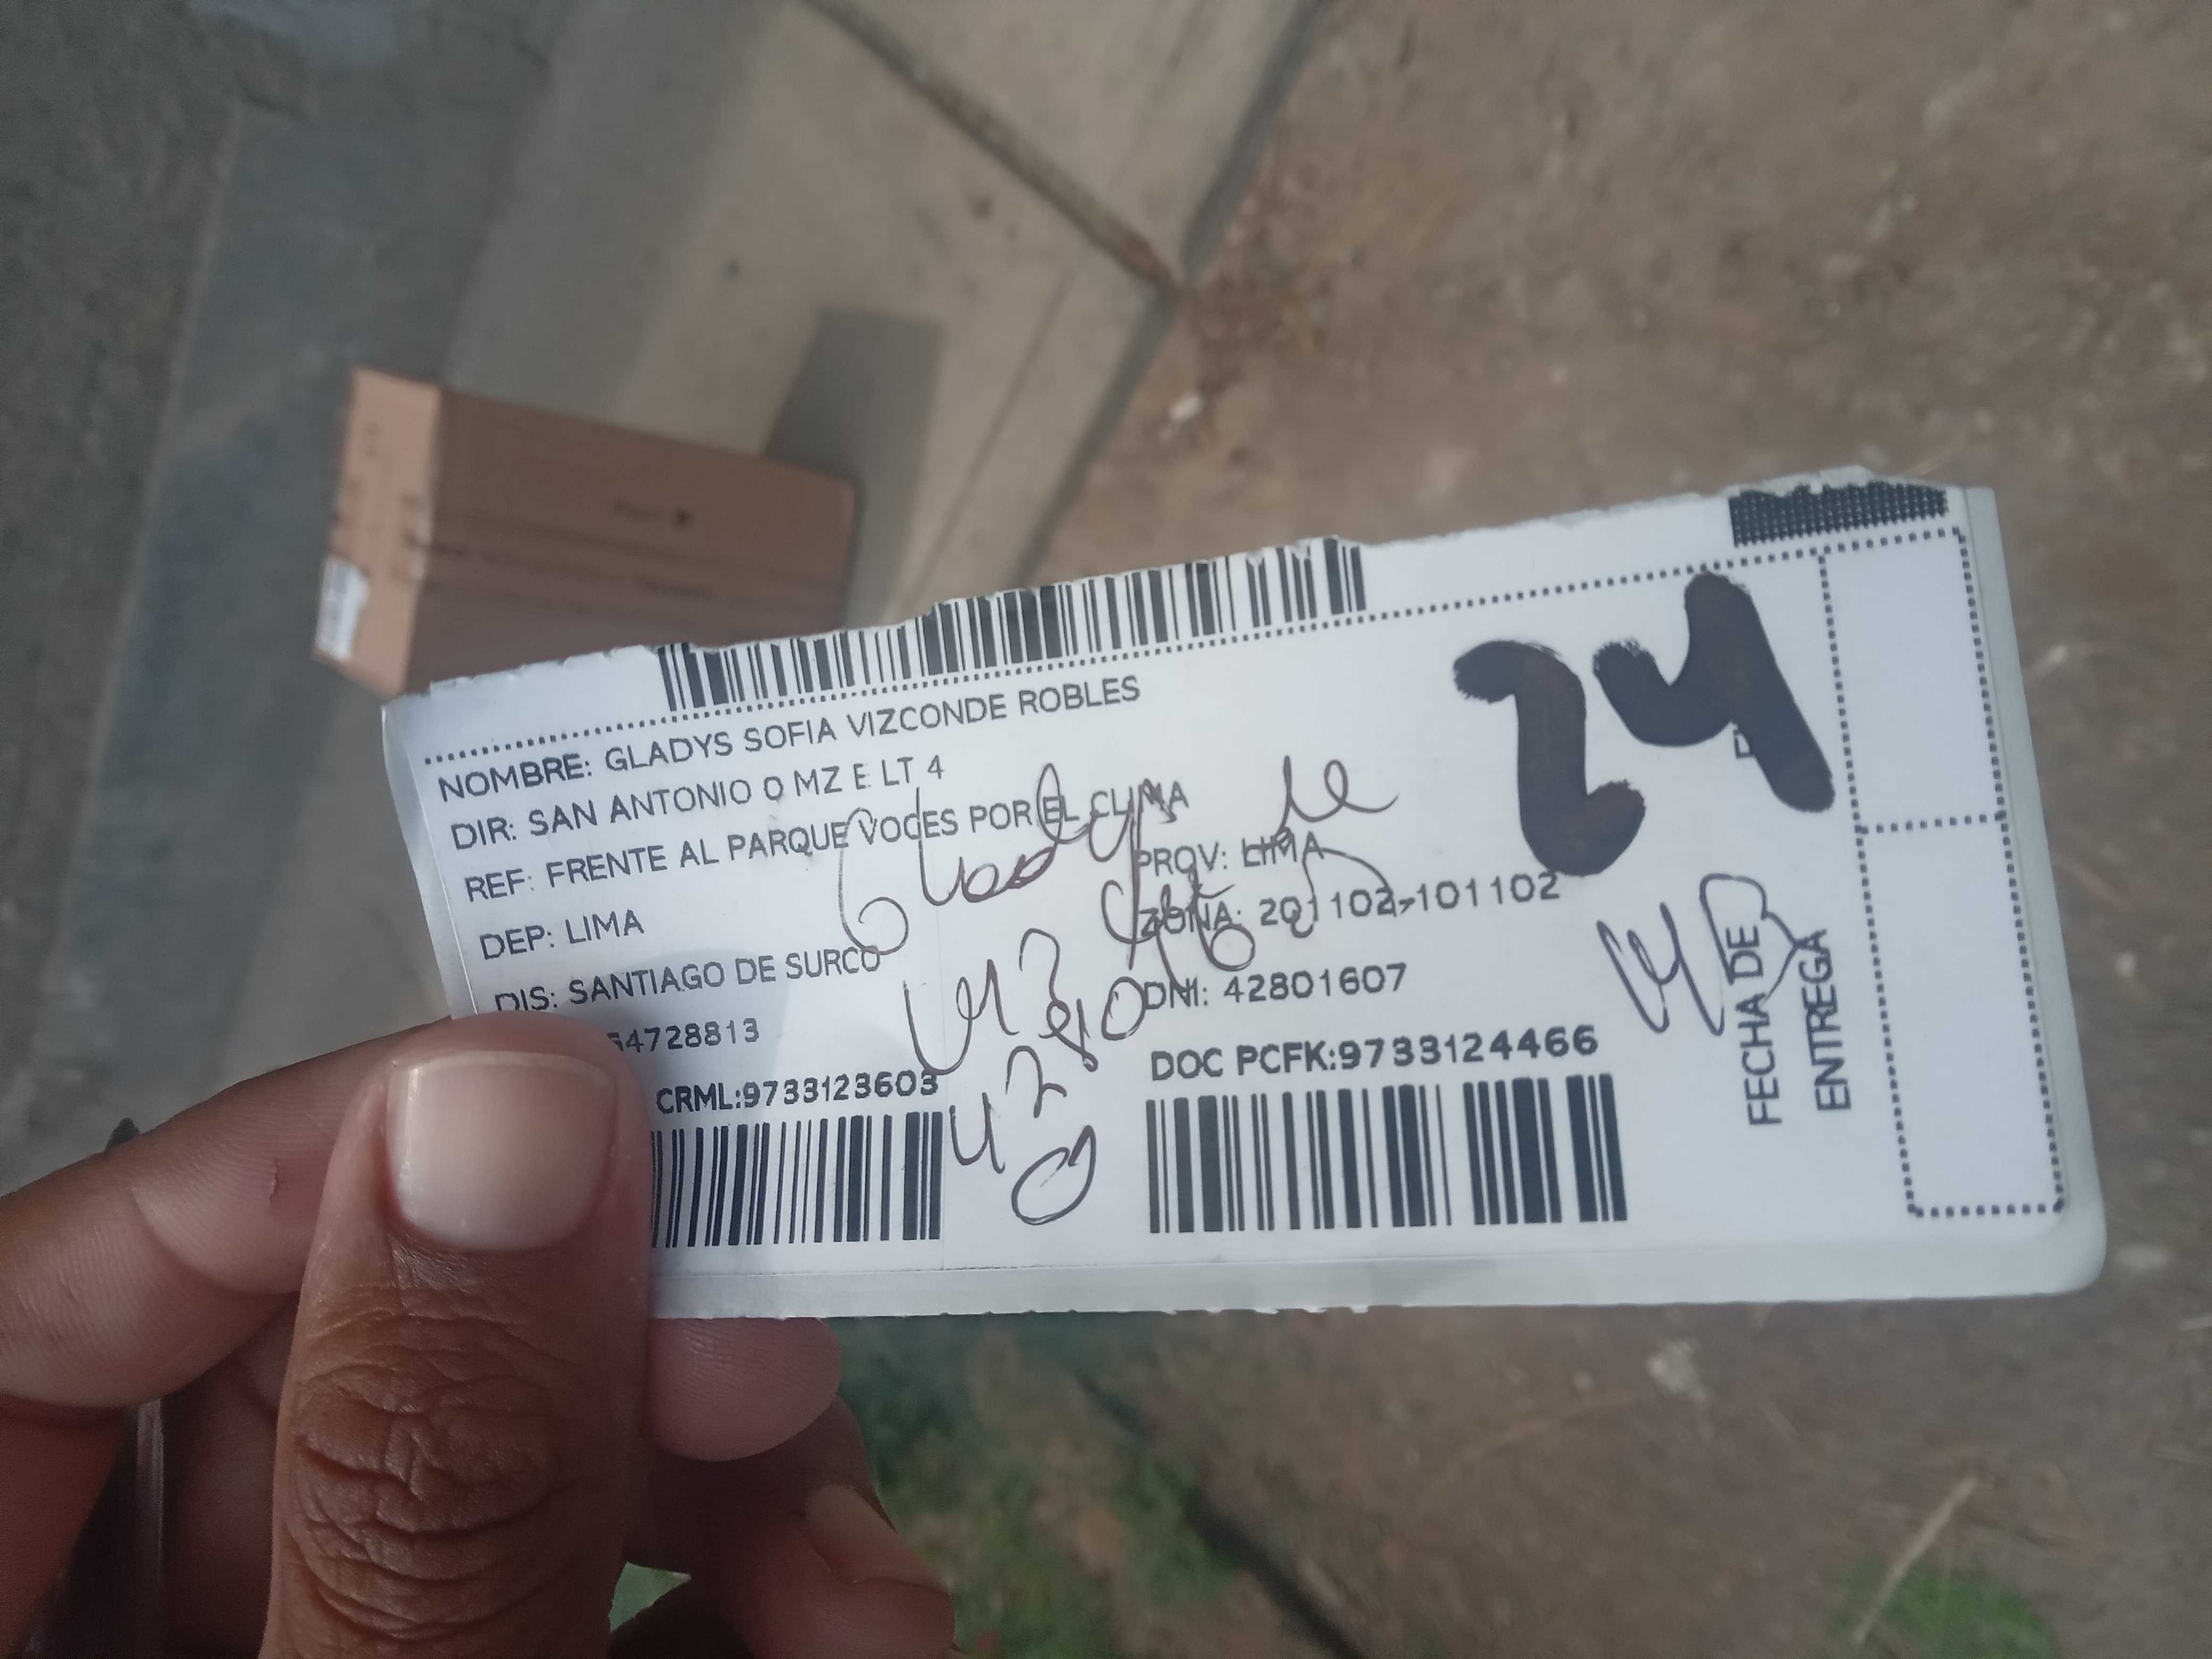 NOMBRE: GLADYS SOFIA VIZCONDE ROBLES
DIR: SAN ANTONIO O MZ E LT 4
REF: FRENTE AL PARQUE VOCES POR EL CLIMA
DEP: LIMA
PROV: LIMA
DIS: SANTIAGO DE SURCO
ZONA: 201102-101102
54728813
DNI: 42801607
CRML:9733123603
DOC PCFK:9733124466
24
FECHA DE
ENTREGA